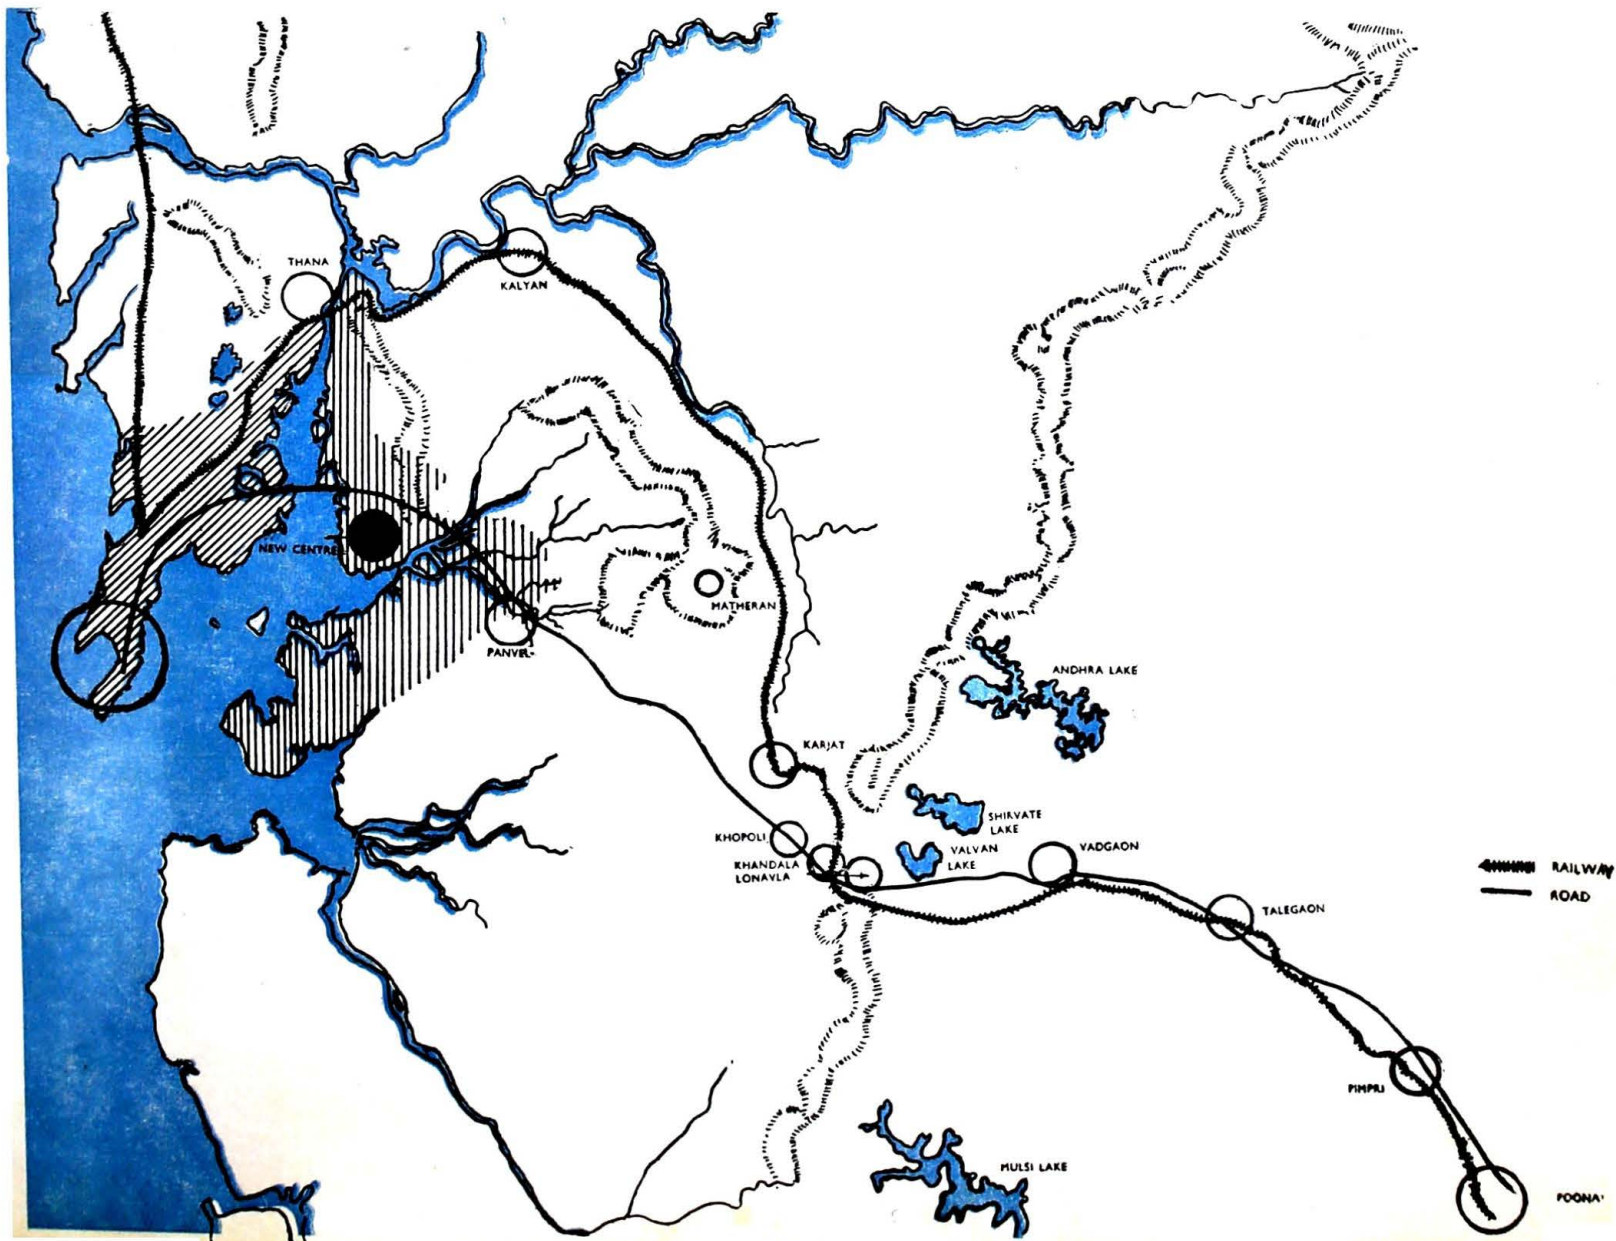 THANA
KALYAN
NEW CENTRE
MATHERAN
PANVEL
ANDHRA LAKE
KARJAT
SHIRVATE
LAKE
KHOPOLI
VALVAN
LAKE
VADGAON
KHANDALA
LONAVLA
RAILWAY
ROAD
TALEGAON
PIMPRI
MULSI LAKE
POONA